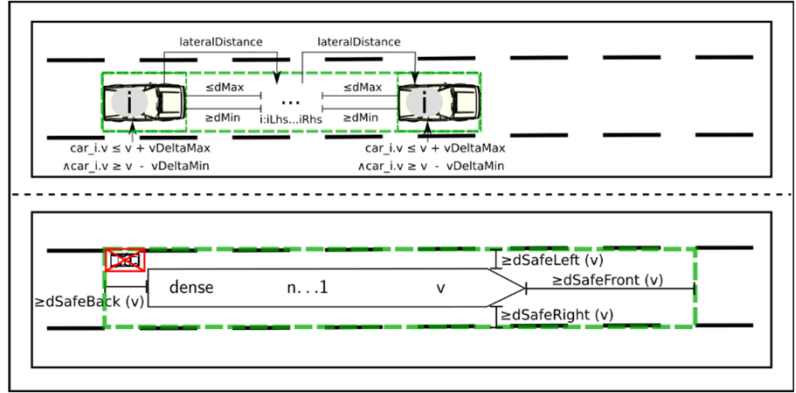 lateralDistance lateralDistance
≤dMax ≤dMax
i ... i
≥dMin i:iLhs...iRhs ≥dMin
car_i.v ≤ v + vDeltaMax car_i.v ≤ v + vDeltaMax
∧car_i.v ≥ v - vDeltaMin ∧car_i.v ≥ v - vDeltaMin
≥dSafeLeft (v)
≥dSafeFront (v)
dense n...1 v
≥dSafeBack (v)
≥dSafeRight (v)